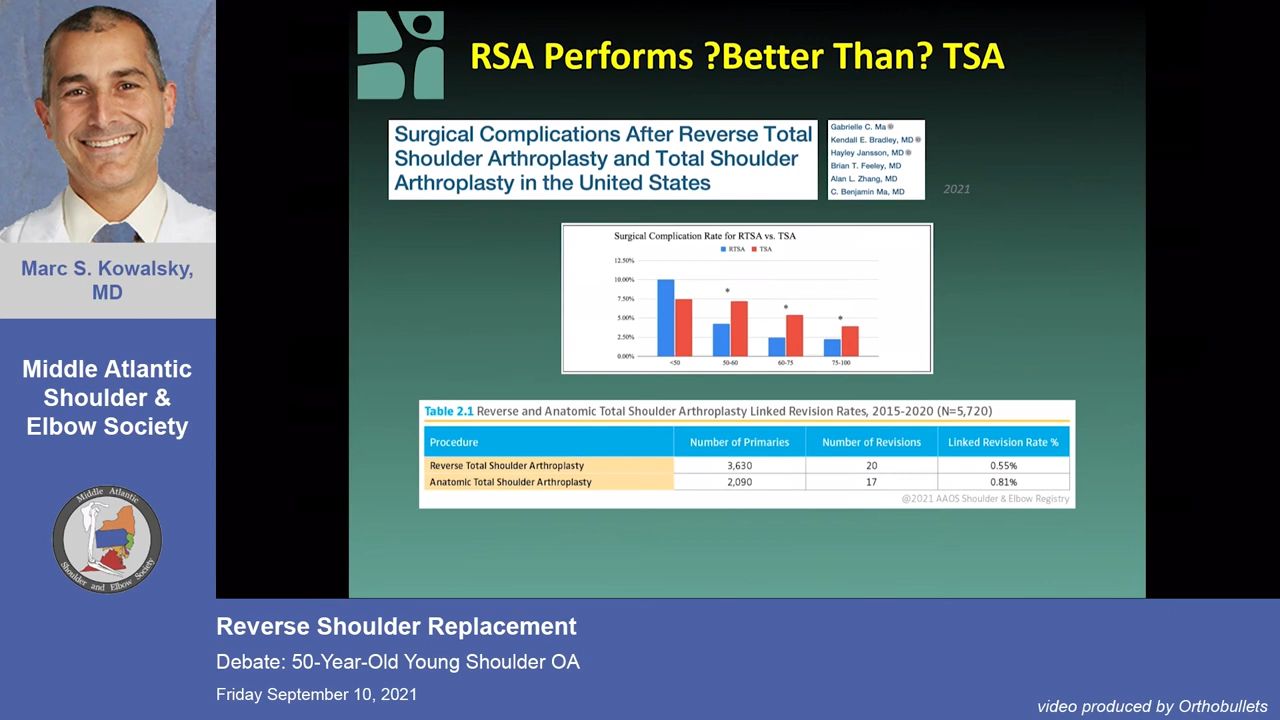 RSA Performs ?Better Than? TSA
Surgical Complications After Reverse Total
Shoulder Arthroplasty and Total Shoulder
Arthroplasty in the United States
Gabrielle C. Ma
Kendall E. Bradley, MD
Hayley Jansson, MD
Brian T. Feeley, MD
Alan L. Zhang, MD
C. Benjamin Ma, MD
2021
Surgical Complication Rate for RTSA vs. TSA
RTSA TSA
12.50%
10.00%
7.50%
5.00%
2.50%
0.00%
* * *
<50 50-60 60-75 75-100
Table 2.1 Reverse and Anatomic Total Shoulder Arthroplasty Linked Revision Rates, 2015-2020 (N=5,720)
Procedure Number of Primaries Number of Revisions Linked Revision Rate %
Reverse Total Shoulder Arthroplasty 3,630 20 0.55%
Anatomic Total Shoulder Arthroplasty 2,090 17 0.81%
@2021 AAOS Shoulder & Elbow Registry
Marc S. Kowalsky,
MD
Middle Atlantic
Shoulder &
Elbow Society
Middle Atlantic
Shoulder and Elbow Society
Reverse Shoulder Replacement
Debate: 50-Year-Old Young Shoulder OA
Friday September 10, 2021
video produced by Orthobullets